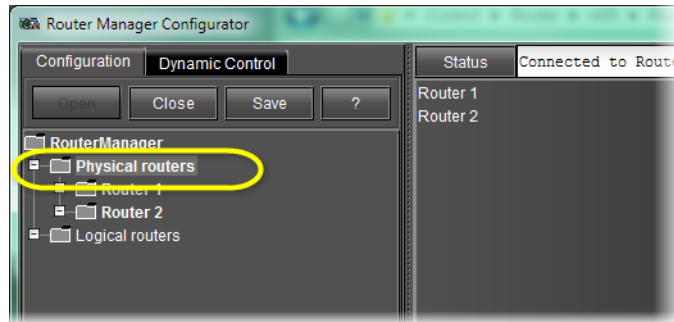 Router Manager Configurator
Configuration Dynamic Control
Open Close Save ?
RouterManager
Physical routers
Router 1
Router 2
Logical routers
Status Connected to Route
Router 1
Router 2